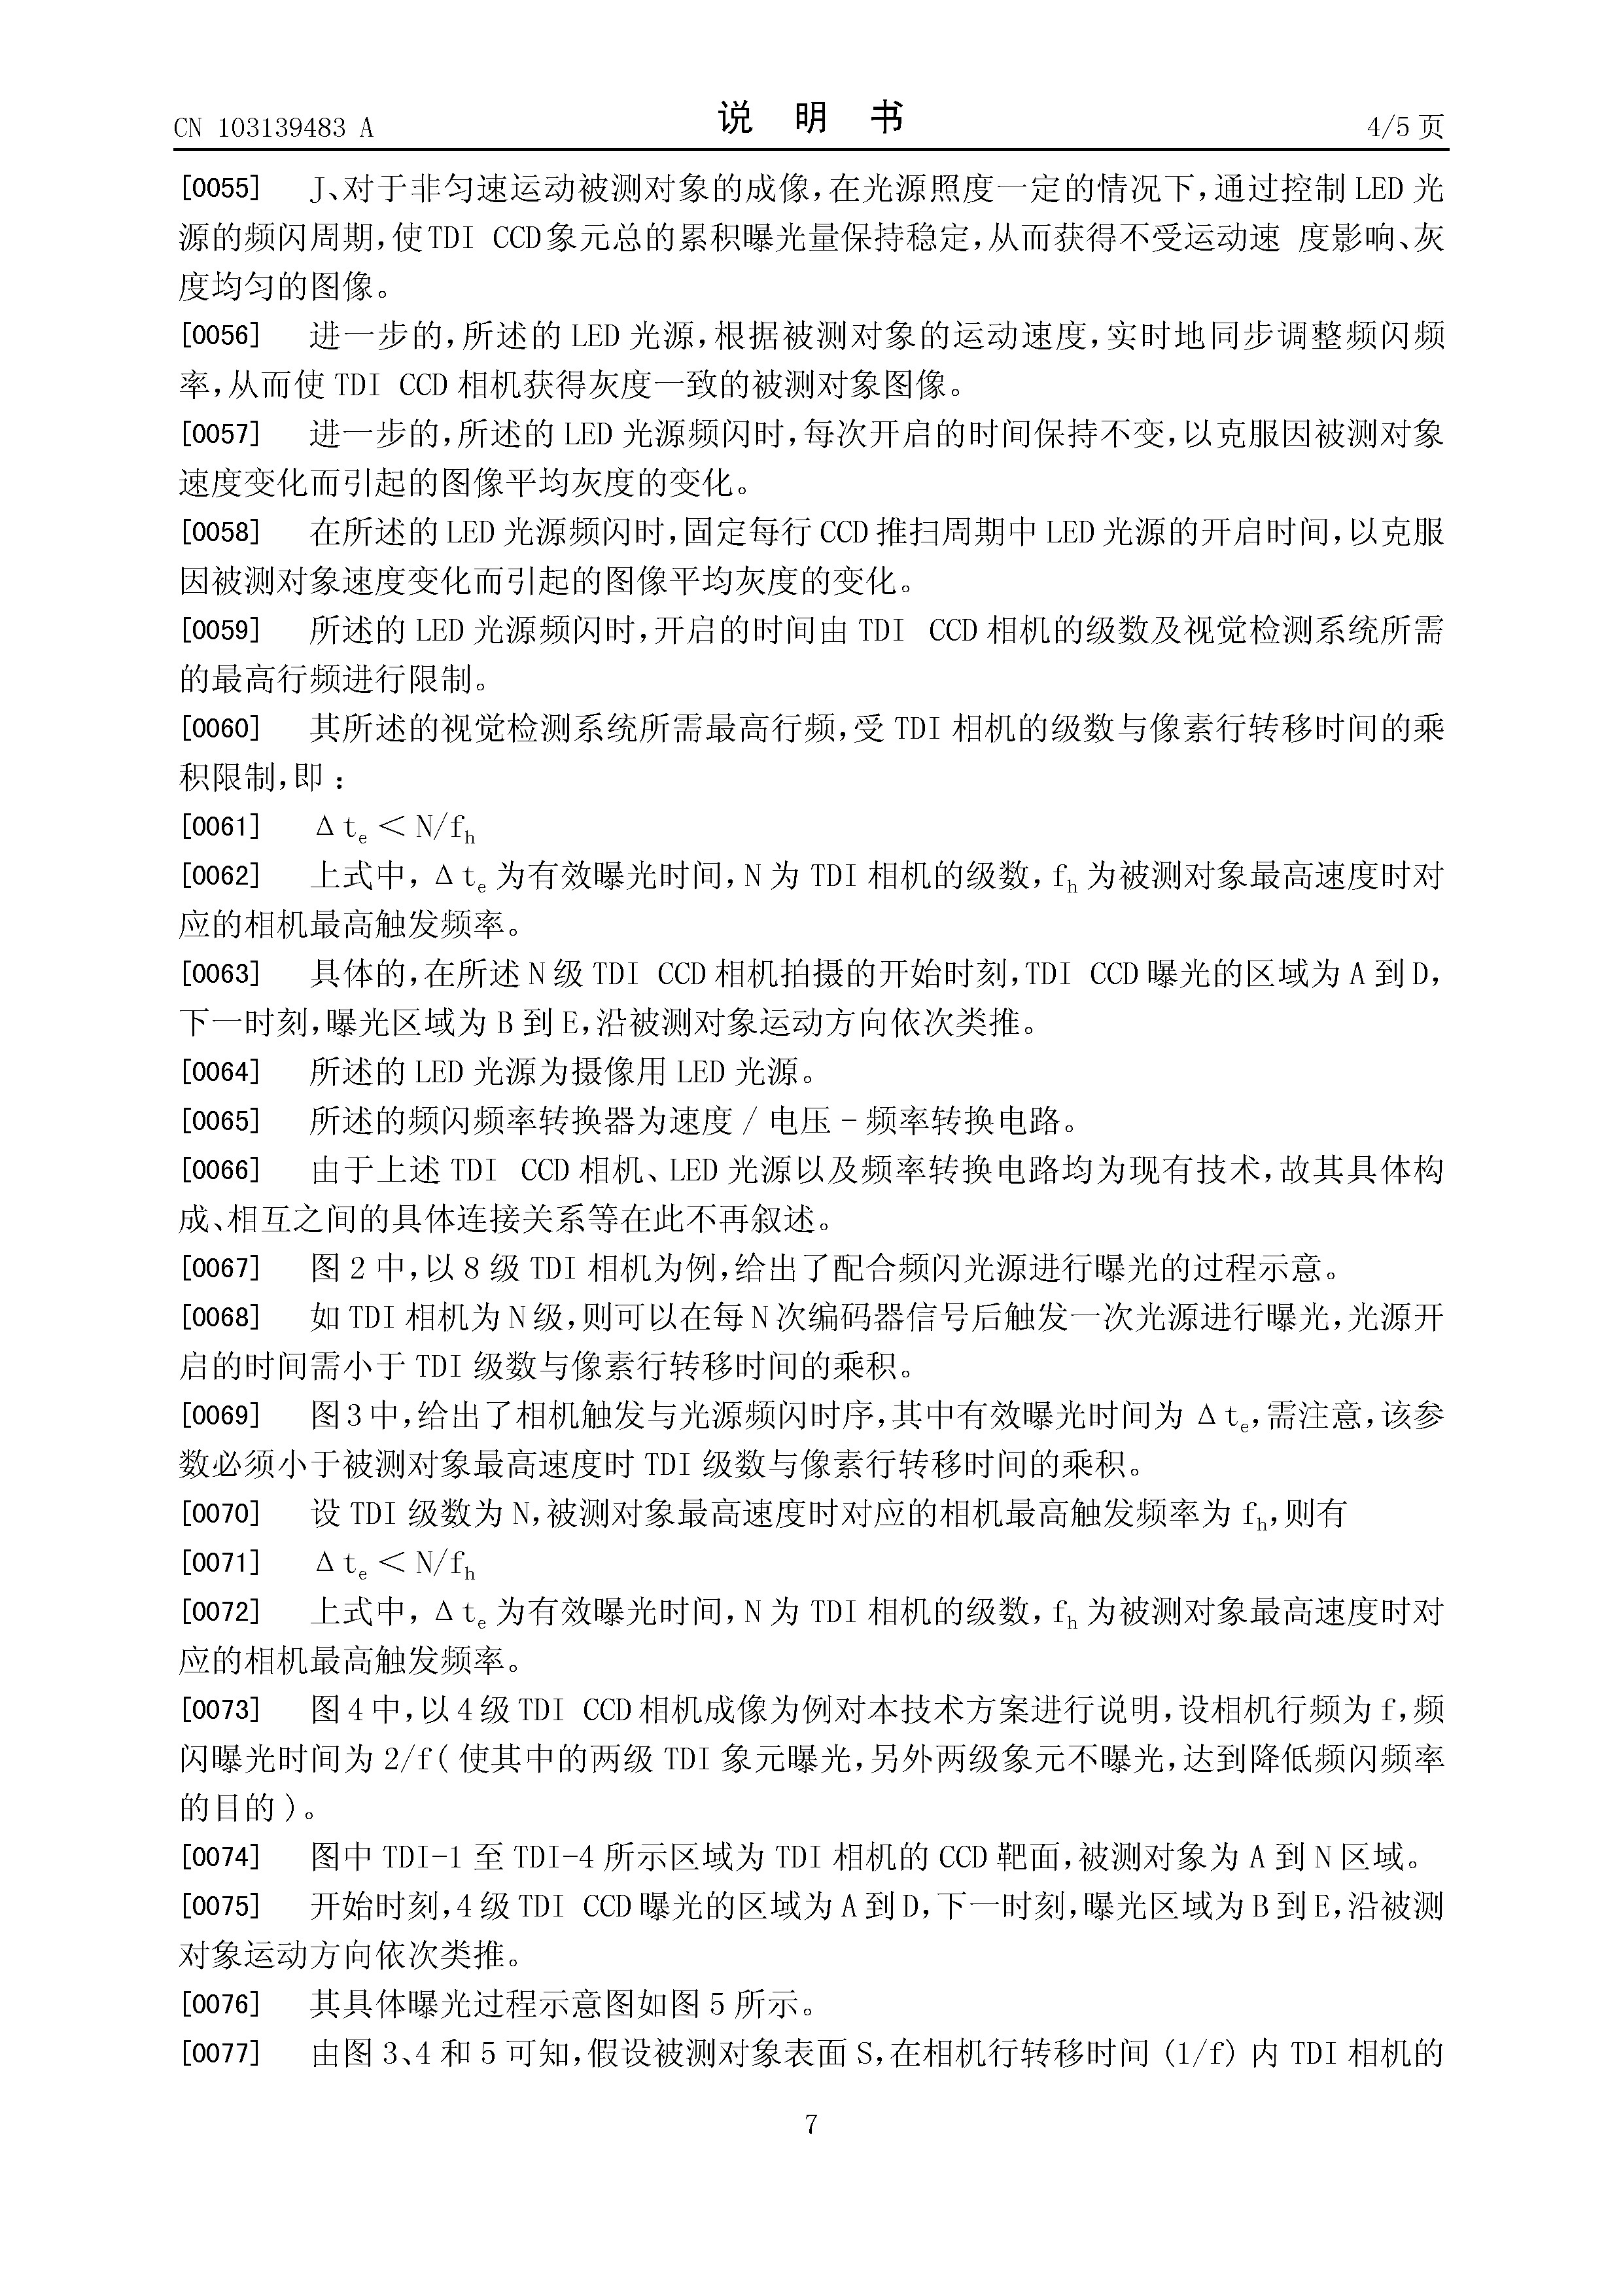 CN 103139483 A
说 明 书
4/5 页
[0055] J、对于非匀速运动被测对象的成像,在光源照度一定的情况下,通过控制 LED 光
源的频闪周期,使TDI CCD象元总的累积曝光量保持稳定,从而获得不受运动速 度影响、灰
度均匀的图像。
[0056] 进一步的,所述的 LED 光源,根据被测对象的运动速度,实时地同步调整频闪频
率,从而使 TDI CCD 相机获得灰度一致的被测对象图像。
[0057] 进一步的,所述的 LED 光源频闪时,每次开启的时间保持不变,以克服因被测对象
速度变化而引起的图像平均灰度的变化。
[0058] 在所述的 LED 光源频闪时,固定每行 CCD 推扫周期中 LED 光源的开启时间,以克服
因被测对象速度变化而引起的图像平均灰度的变化。
[0059] 所述的 LED 光源频闪时,开启的时间由 TDI CCD 相机的级数及视觉检测系统所需
的最高行频进行限制。
[0060] 其所述的视觉检测系统所需最高行频,受 TDI 相机的级数与像素行转移时间的乘
积限制,即：
[0061] Δtₑ＜N/fₕ
[0062] 上式中, Δtₑ 为有效曝光时间, N 为 TDI 相机的级数, fₕ 为被测对象最高速度时对
应的相机最高触发频率。
[0063] 具体的,在所述 N 级 TDI CCD 相机拍摄的开始时刻, TDI CCD 曝光的区域为 A 到 D,
下一时刻,曝光区域为 B 到 E,沿被测对象运动方向依次类推。
[0064] 所述的 LED 光源为摄像用 LED 光源。
[0065] 所述的频闪频率转换器为速度 / 电压 - 频率转换电路。
[0066] 由于上述 TDI CCD 相机、LED 光源以及频率转换电路均为现有技术,故其具体构
成、相互之间的具体连接关系等在此不再叙述。
[0067] 图 2 中,以 8 级 TDI 相机为例,给出了配合频闪光源进行曝光的过程示意。
[0068] 如 TDI 相机为 N 级,则可以在每 N 次编码器信号后触发一次光源进行曝光,光源开
启的时间需小于 TDI 级数与像素行转移时间的乘积。
[0069] 图 3 中,给出了相机触发与光源频闪时序,其中有效曝光时间为 Δtₑ,需注意,该参
数必须小于被测对象最高速度时 TDI 级数与像素行转移时间的乘积。
[0070] 设 TDI 级数为 N,被测对象最高速度时对应的相机最高触发频率为 fₕ,则有
[0071] Δtₑ＜N/fₕ
[0072] 上式中, Δtₑ 为有效曝光时间, N 为 TDI 相机的级数, fₕ 为被测对象最高速度时对
应的相机最高触发频率。
[0073] 图 4 中,以 4 级 TDI CCD 相机成像为例对本技术方案进行说明,设相机行频为 f,频
闪曝光时间为 2/f( 使其中的两级 TDI 象元曝光,另外两级象元不曝光,达到降低频闪频率
的目的 )。
[0074] 图中 TDI-1 至 TDI-4 所示区域为 TDI 相机的 CCD 靶面,被测对象为 A 到 N 区域。
[0075] 开始时刻, 4 级 TDI CCD 曝光的区域为 A 到 D,下一时刻,曝光区域为 B 到 E,沿被测
对象运动方向依次类推。
[0076] 其具体曝光过程示意图如图 5 所示。
[0077] 由图 3、4 和 5 可知,假设被测对象表面 S,在相机行转移时间 (1/f) 内 TDI 相机的
7